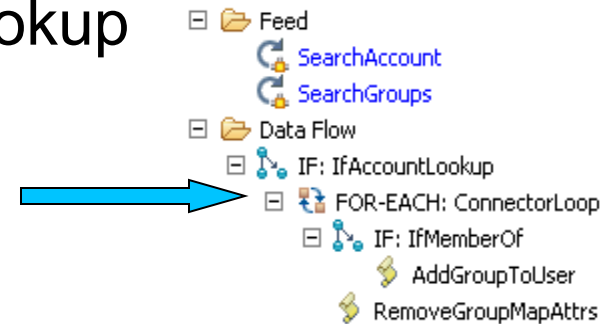 okup
Feed
SearchAccount
SearchGroups
Data Flow
IF: IfAccountLookup
FOR-EACH: ConnectorLoop
IF: IfMemberOf
AddGroupToUser
RemoveGroupMapAttrs